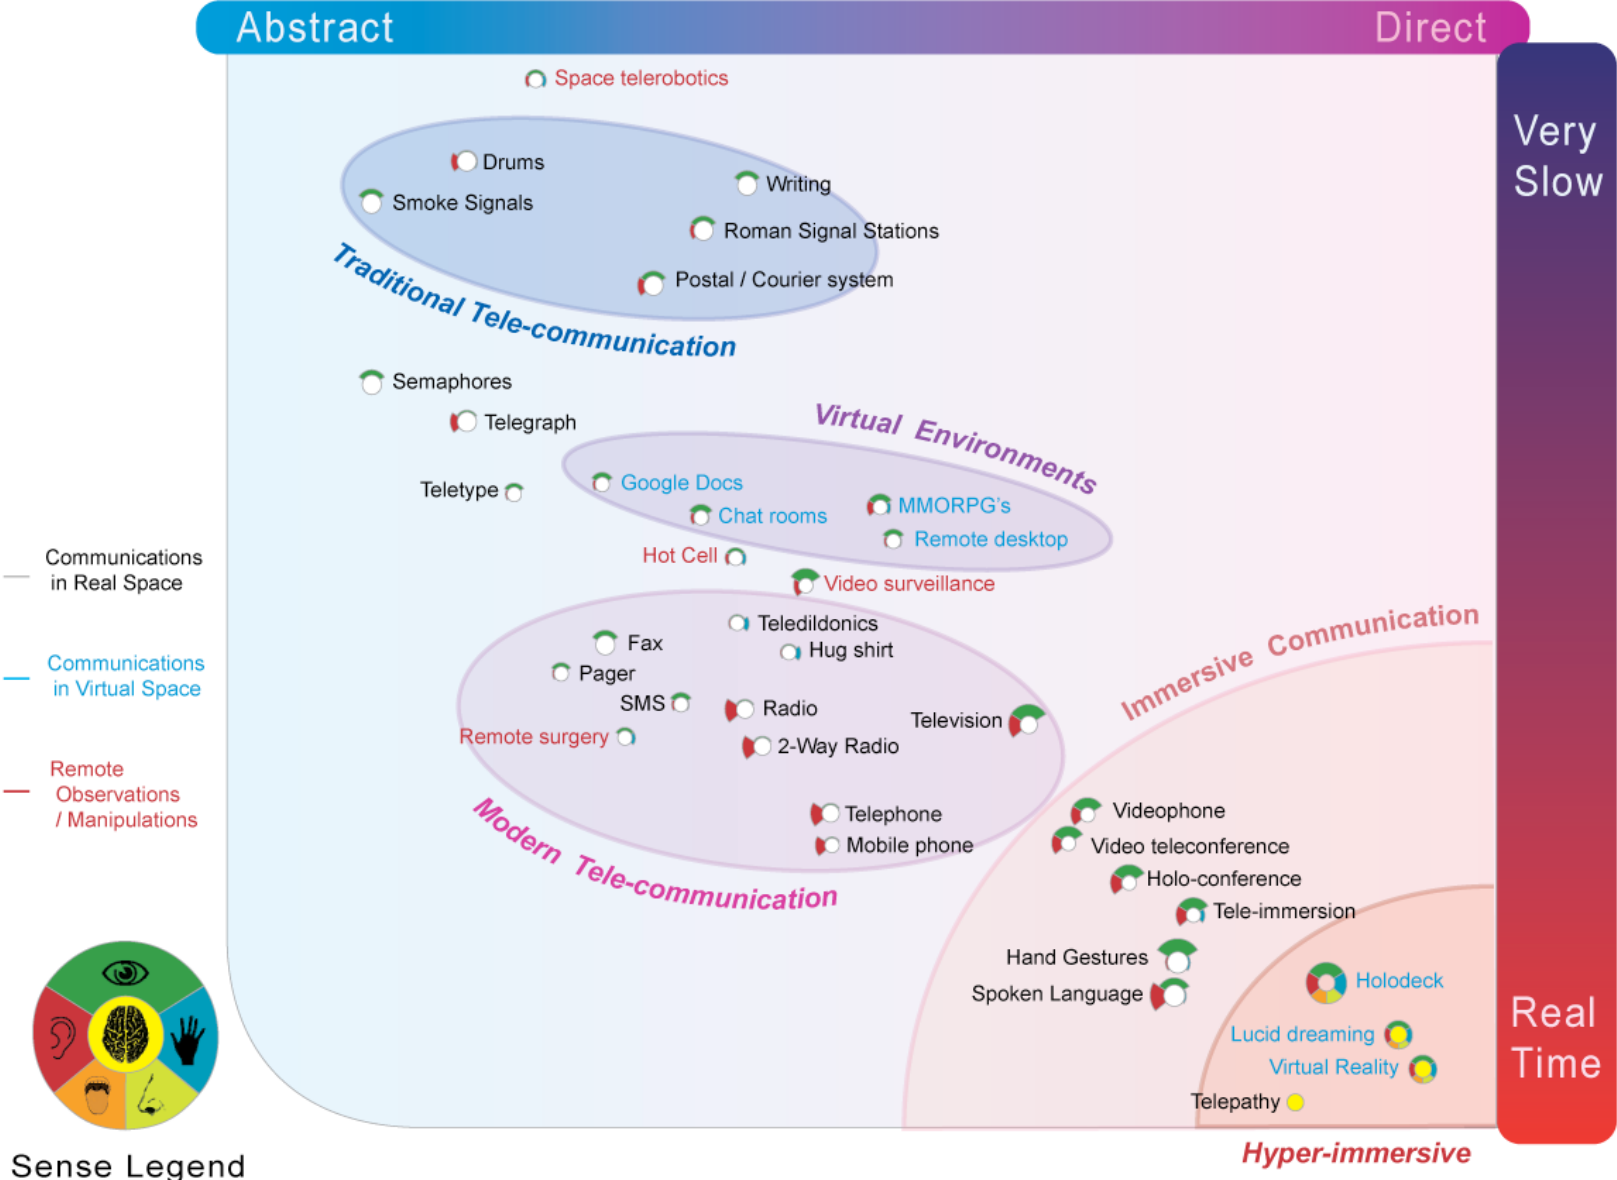 Abstract
Direct
Very
Slow
Space telerobotics
Drums
Writing
Smoke Signals
Roman Signal Stations
Postal / Courier system
Traditional Tele-communication
Semaphores
Telegraph
Virtual Environments
Teletype
Google Docs
Chat rooms
MMORPG's
Remote desktop
Hot Cell
Video surveillance
Communications
in Real Space
Communications
in Virtual Space
Remote
Observations
/ Manipulations
Teledildonics
Hug shirt
Fax
Pager
SMS
Radio
Television
Remote surgery
2-Way Radio
Telephone
Mobile phone
Modern Tele-communication
Immersive Communication
Videophone
Video teleconference
Holo-conference
Tele-immersion
Hand Gestures
Spoken Language
Holodeck
Lucid dreaming
Virtual Reality
Telepathy
Real
Time
Hyper-immersive
Sense Legend